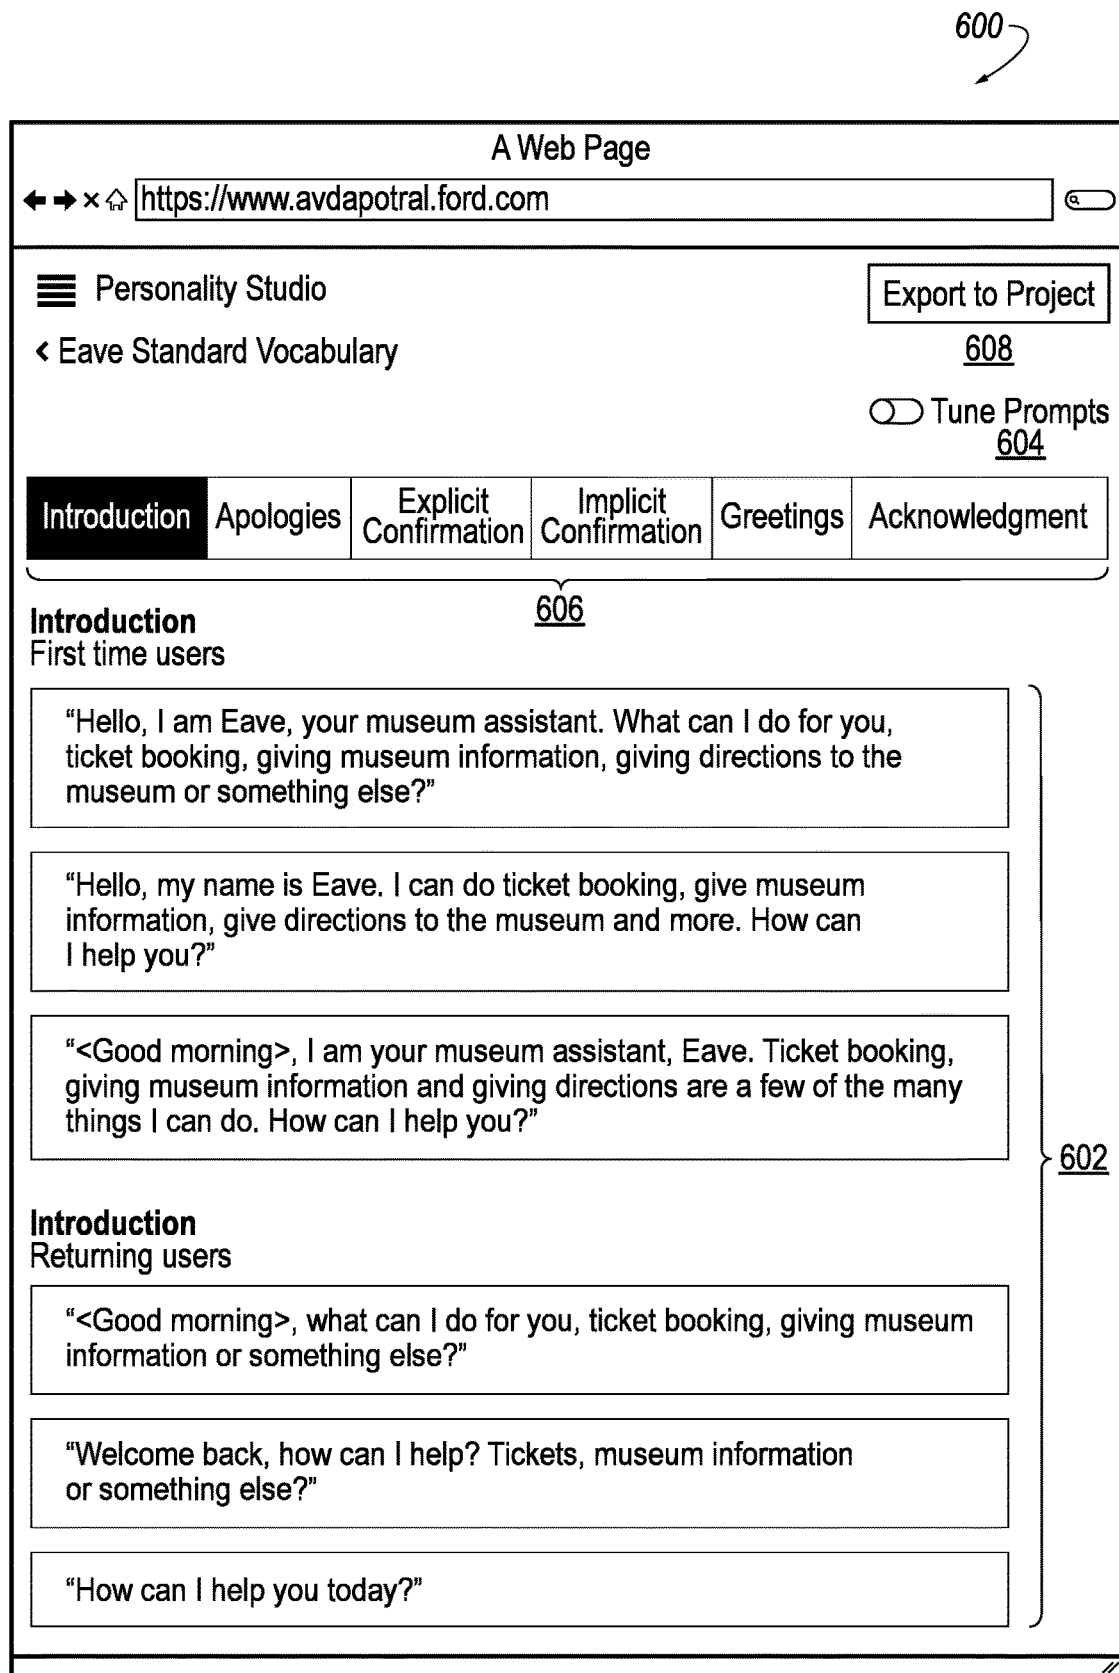 600
A Web Page
https://www.avdapotral.ford.com
Personality Studio
Export to Project
608
< Eave Standard Vocabulary
Tune Prompts
604
Introduction Apologies Explicit Confirmation Implicit Confirmation Greetings Acknowledgment
606
Introduction
First time users
“Hello, I am Eave, your museum assistant. What can I do for you,
ticket booking, giving museum information, giving directions to the
museum or something else?”
“Hello, my name is Eave. I can do ticket booking, give museum
information, give directions to the museum and more. How can
I help you?”
“<Good morning>, I am your museum assistant, Eave. Ticket booking,
giving museum information and giving directions are a few of the many
things I can do. How can I help you?”
602
Introduction
Returning users
“<Good morning>, what can I do for you, ticket booking, giving museum
information or something else?”
“Welcome back, how can I help? Tickets, museum information
or something else?”
“How can I help you today?”